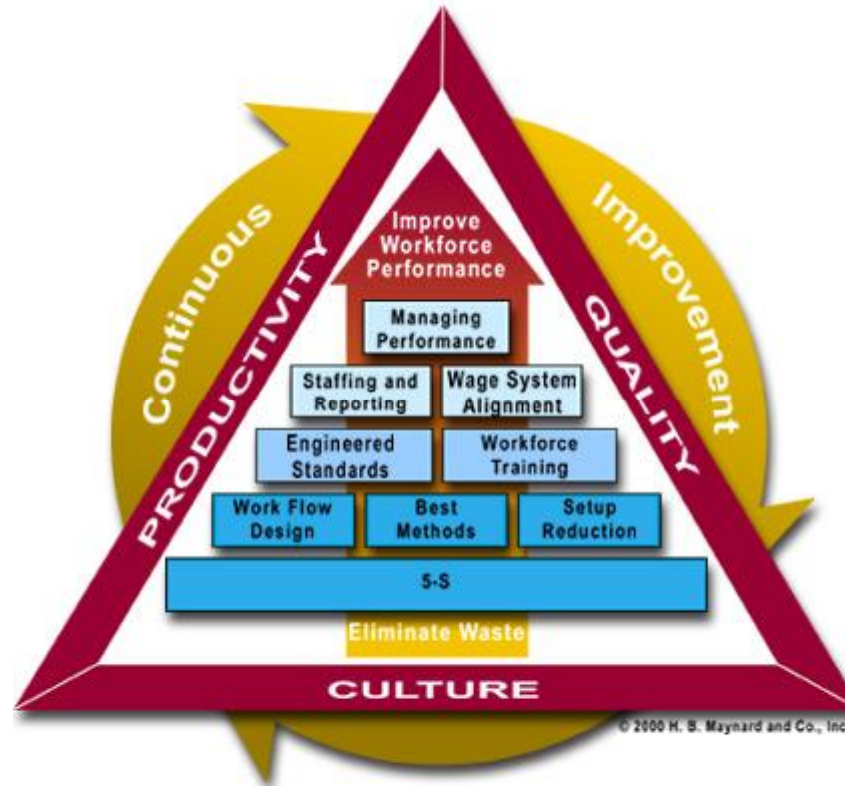 Continuous
Improvement
PRODUCTIVITY
QUALITY
Improve
Workforce
Performance
Managing
Performance
Staffing and
Reporting
Wage System
Alignment
Engineered
Standards
Workforce
Training
Work Flow
Design
Best
Methods
Setup
Reduction
5-S
Eliminate Waste
CULTURE
© 2000 H. B. Maynard and Co., Inc